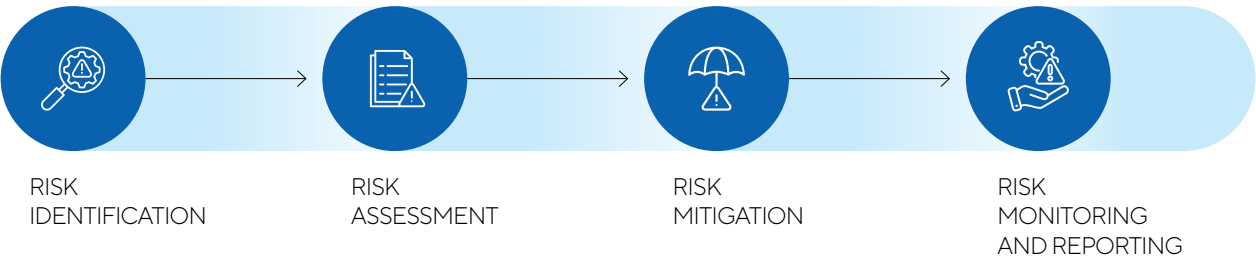 RISK
IDENTIFICATION
RISK
ASSESSMENT
RISK
MITIGATION
RISK
MONITORING
AND REPORTING